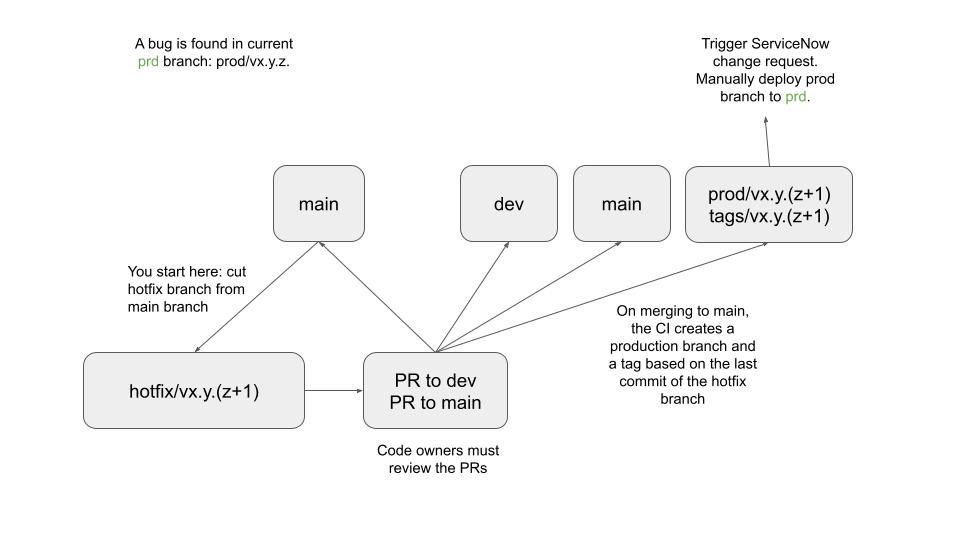 A bug is found in current
prd branch: prod/vx.y.z.
Trigger ServiceNow
change request.
Manually deploy prod
branch to prd.
main
dev
main
prod/vx.y.(z+1)
tags/vx.y.(z+1)
You start here: cut
hotfix branch from
main branch
On merging to main,
the CI creates a
production branch and
a tag based on the last
commit of the hotfix
branch
hotfix/vx.y.(z+1)
PR to dev
PR to main
Code owners must
review the PRs